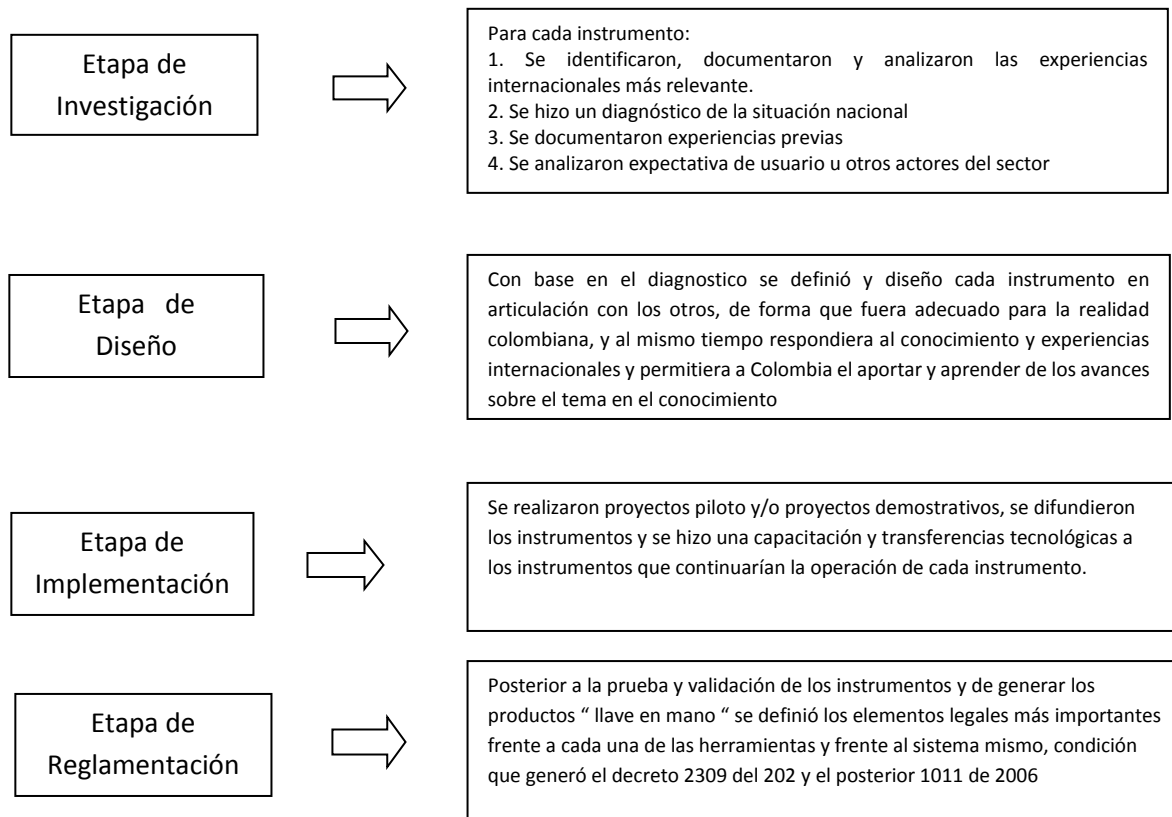 Etapa de
Investigación
Para cada instrumento:
1. Se identificaron, documentaron y analizaron las experiencias
internacionales más relevante.
2. Se hizo un diagnóstico de la situación nacional
3. Se documentaron experiencias previas
4. Se analizaron expectativa de usuario u otros actores del sector
Etapa de
Diseño
Con base en el diagnostico se definió y diseño cada instrumento en
articulación con los otros, de forma que fuera adecuado para la realidad
colombiana, y al mismo tiempo respondiera al conocimiento y experiencias
internacionales y permitiera a Colombia el aportar y aprender de los avances
sobre el tema en el conocimiento
Etapa de
Implementación
Se realizaron proyectos piloto y/o proyectos demostrativos, se difundieron
los instrumentos y se hizo una capacitación y transferencias tecnológicas a
los instrumentos que continuarían la operación de cada instrumento.
Etapa de
Reglamentación
Posterior a la prueba y validación de los instrumentos y de generar los
productos “ llave en mano “ se definió los elementos legales más importantes
frente a cada una de las herramientas y frente al sistema mismo, condición
que generó el decreto 2309 del 202 y el posterior 1011 de 2006